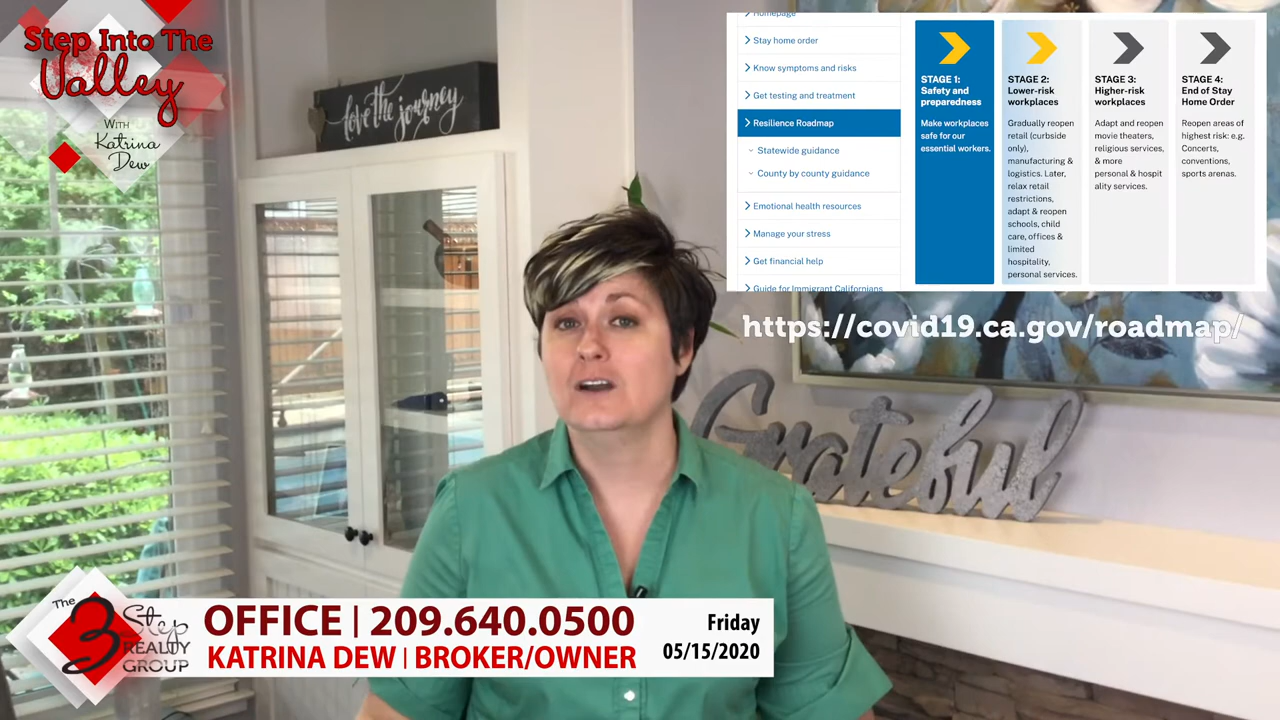 Step Into The
Valley
WITH
Katrina
Dew
love the journey
Homepage
Stay home order
Know symptoms and risks
Get testing and treatment
Resilience Roadmap
Statewide guidance
County by county guidance
Emotional health resources
Manage your stress
Get financial help
Guide for Immigrant Californians
STAGE 1:
Safety and
preparedness
Make workplaces
safe for our
essential workers.
STAGE 2:
Lower-risk
workplaces
Gradually reopen
retail (curbside
only),
manufacturing &
logistics. Later,
relax retail
restrictions,
adapt & reopen
schools, child
care, offices &
limited
hospitality,
personal services.
STAGE 3:
Higher-risk
workplaces
Adapt and reopen
movie theaters,
religious services,
& more
personal & hospit
ality services.
STAGE 4:
End of Stay
Home Order
Reopen areas of
highest risk: e.g.
Concerts,
conventions,
sports arenas.
https://covid19.ca.gov/roadmap/
Grateful
The
3 Step
REALTY
GROUP
OFFICE | 209.640.0500
KATRINA DEW | BROKER/OWNER
Friday
05/15/2020